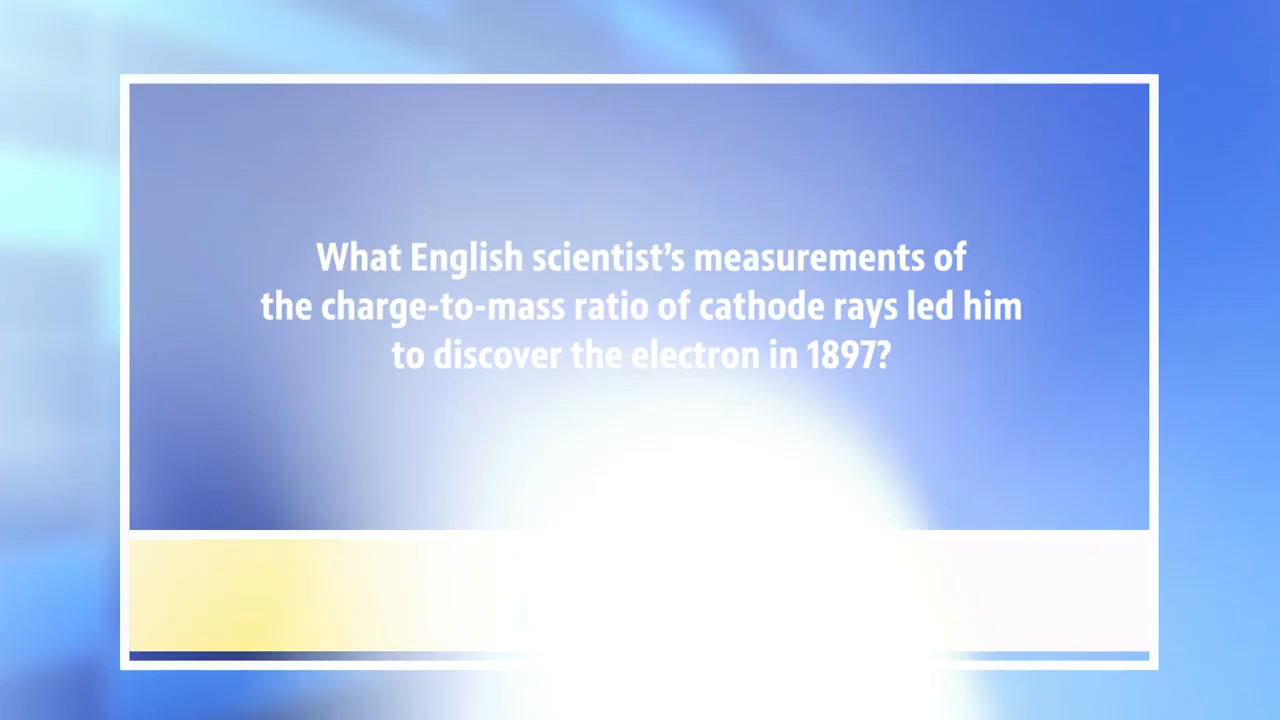 What English scientist’s measurements of
the charge-to-mass ratio of cathode rays led him
to discover the electron in 1897?